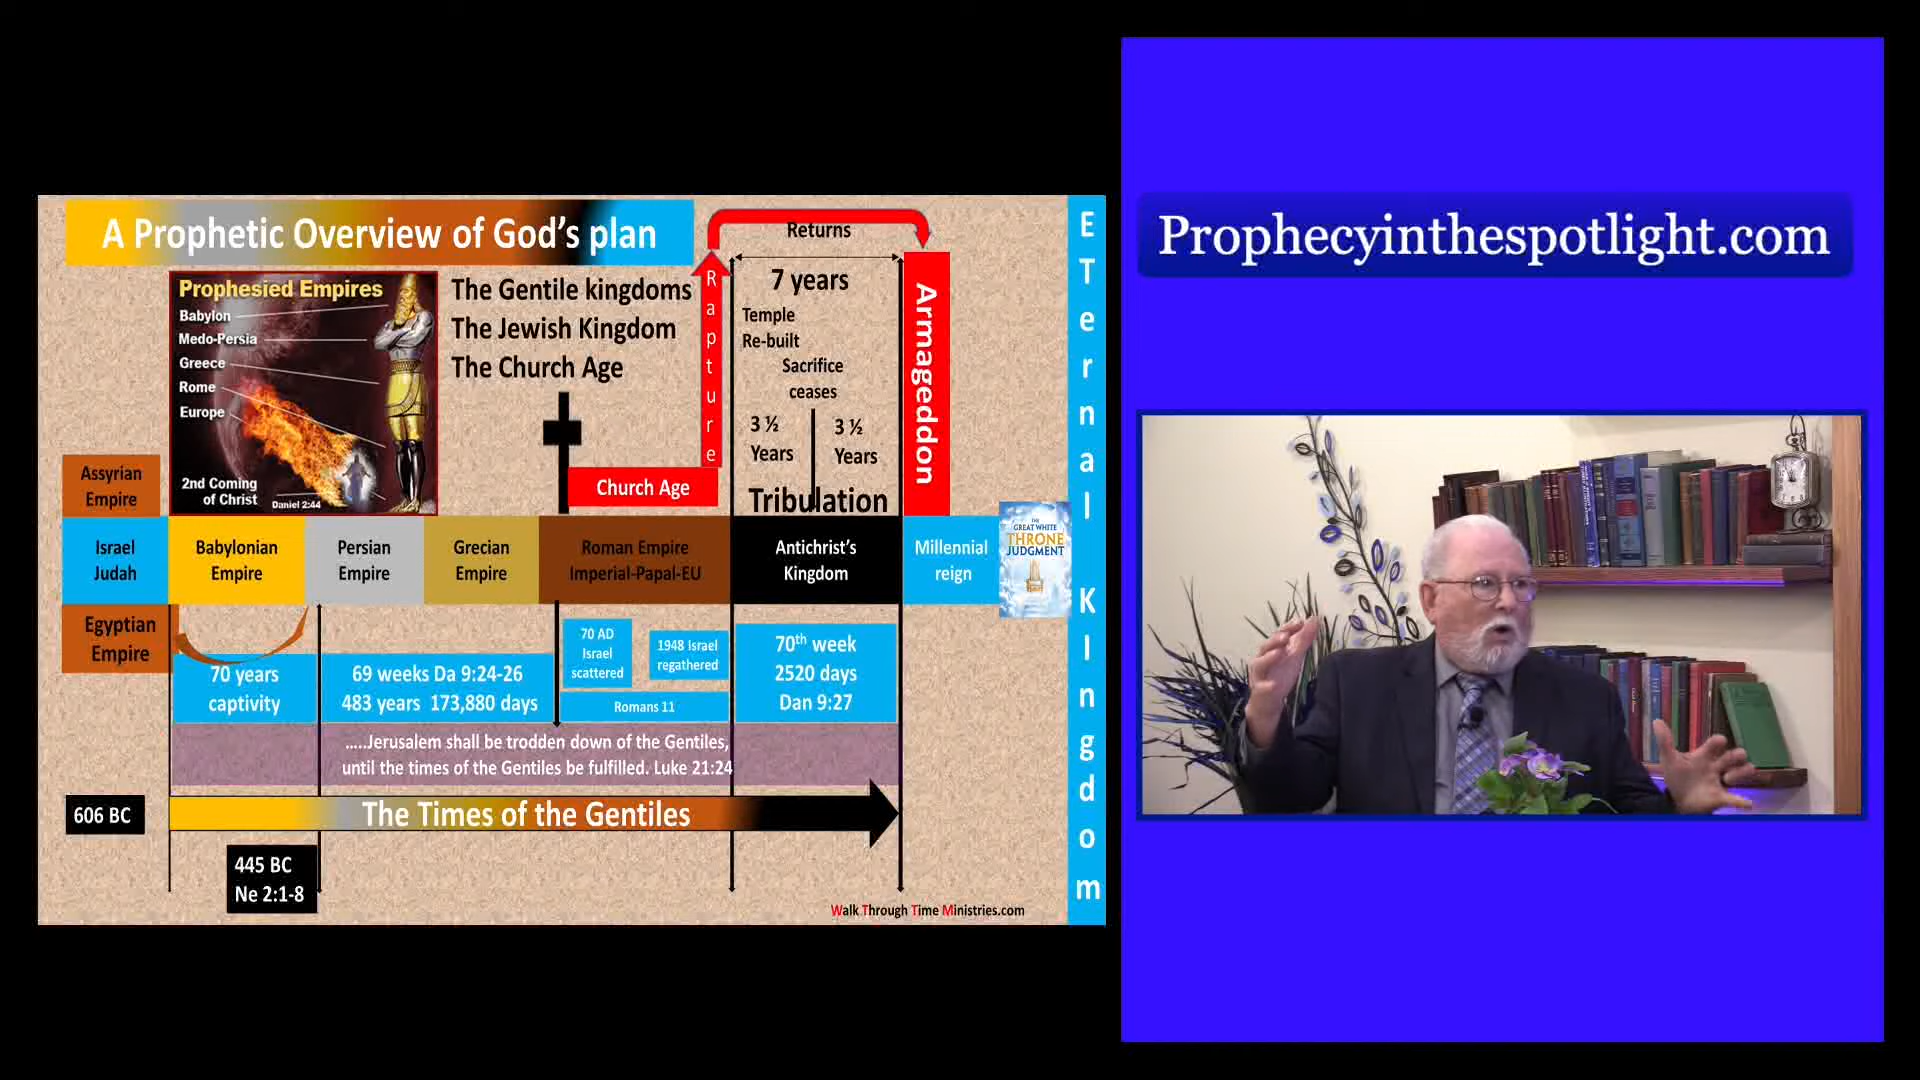 A Prophetic Overview of God's plan
Prophesied Empires
Babylon
Medo-Persia
Greece
Rome
Europe
2nd Coming
of Christ
Daniel 2:44
The Gentile kingdoms
The Jewish Kingdom
The Church Age
Church Age
Rapture
Returns
7 years
Temple
Re-built
Sacrifice
ceases
3 ½
Years
3 ½
Years
Tribulation
Armageddon
Assyrian
Empire
Israel
Judah
Egyptian
Empire
Babylonian
Empire
Persian
Empire
Grecian
Empire
Roman Empire
Imperial-Papal-EU
Antichrist's
Kingdom
Millennial
reign
THE
GREAT WHITE
THRONE
JUDGMENT
ETernal KIngdom
70 years
captivity
69 weeks Da 9:24-26
483 years 173,880 days
70 AD
Israel
scattered
1948 Israel
regathered
Romans 11
70th week
2520 days
Dan 9:27
.....Jerusalem shall be trodden down of the Gentiles,
until the times of the Gentiles be fulfilled. Luke 21:24
606 BC
The Times of the Gentiles
445 BC
Ne 2:1-8
Walk Through Time Ministries.com
Prophecyinthespotlight.com